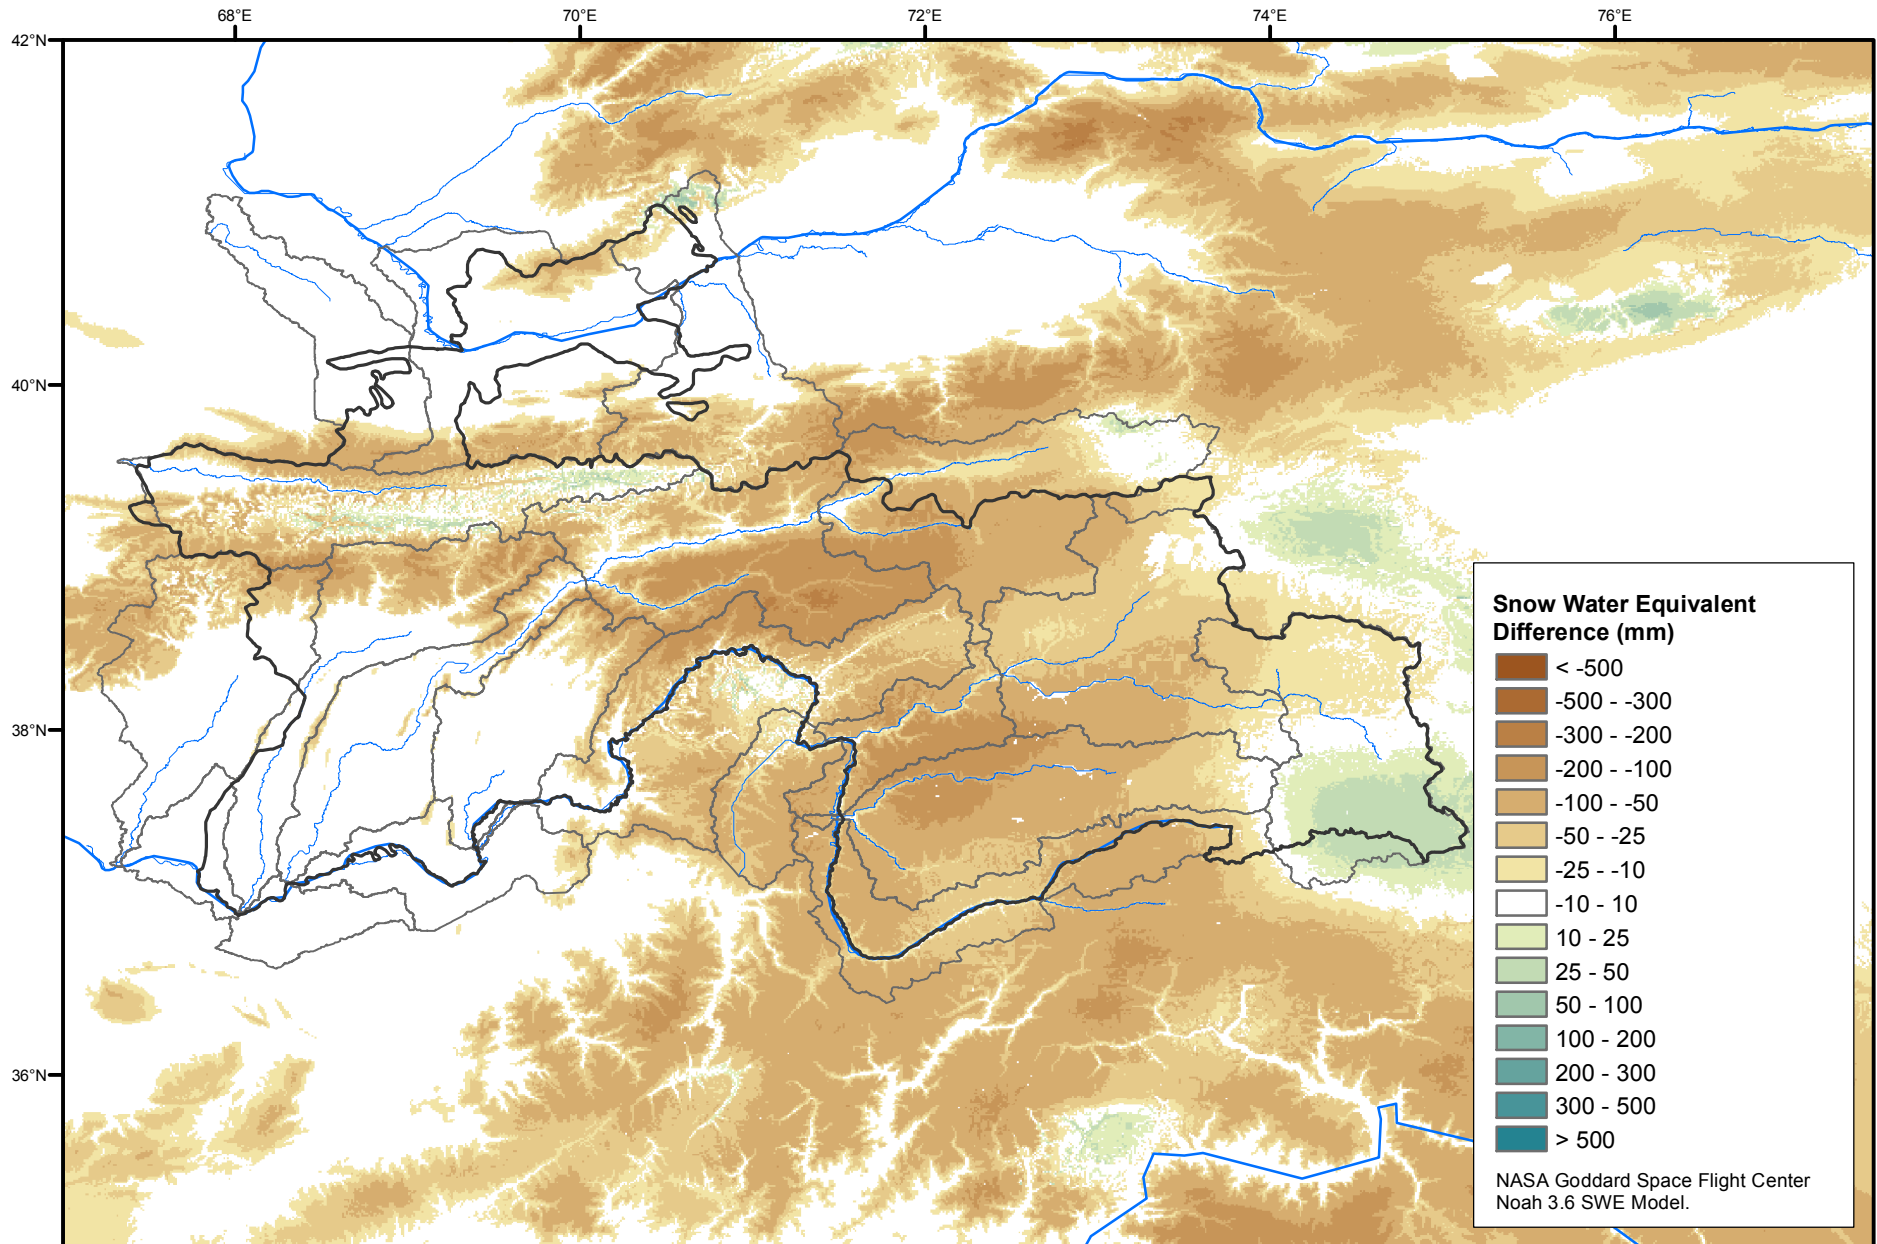 68°E 70°E 72°E 74°E 76°E
42°N
40°N
38°N
36°N
Snow Water Equivalent
Difference (mm)
< -500
-500 - -300
-300 - -200
-200 - -100
-100 - -50
-50 - -25
-25 - -10
-10 - 10
10 - 25
25 - 50
50 - 100
100 - 200
200 - 300
300 - 500
> 500
NASA Goddard Space Flight Center
Noah 3.6 SWE Model.